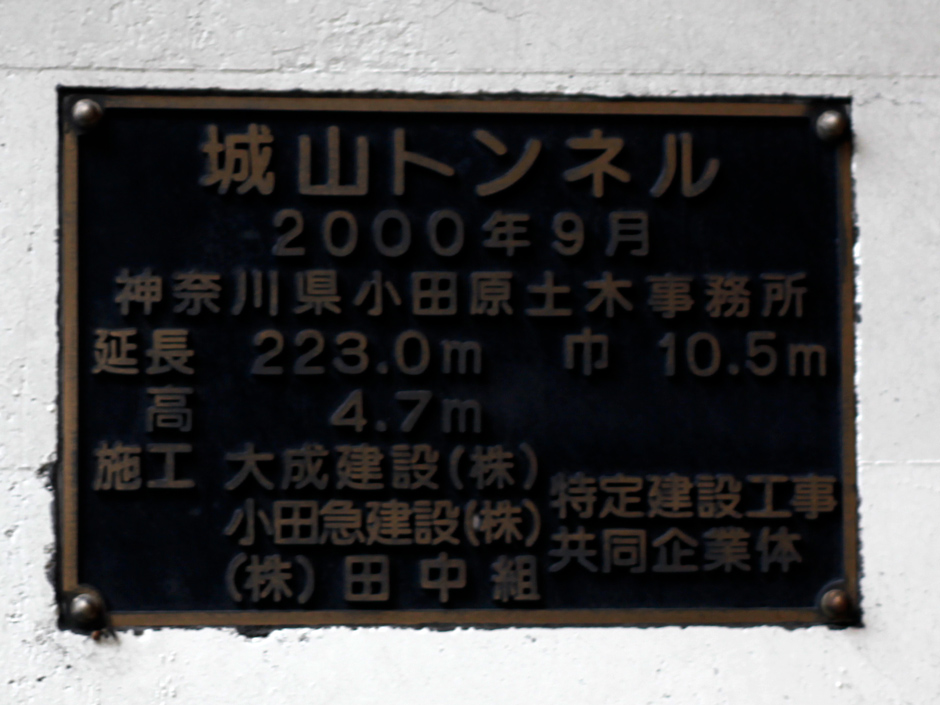 城山トンネル
2000年9月
神奈川県小田原土木事務所
延長 223.0m 巾 10.5m
高 4.7m
施工 大成建設(株)
小田急建設(株)
(株)田中組
特定建設工事
共同企業体